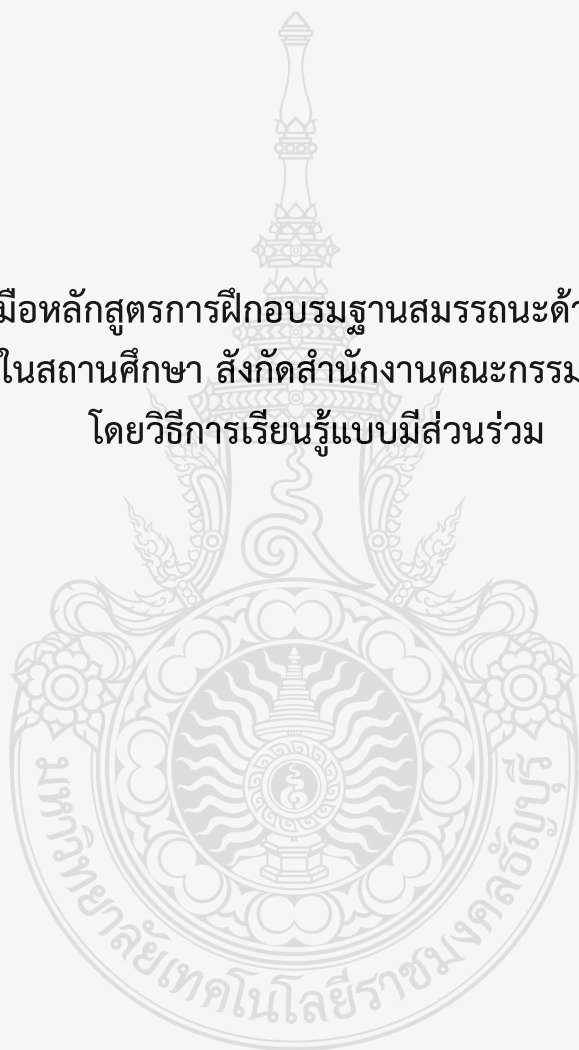 มือหลักสูตรการฝึกอบรมฐานสมรรถนะด้า
ในสถานศึกษา สังกัดสำนักงานคณะกรรม
โดยวิธีการเรียนรู้แบบมีส่วนร่วม
มหาวิทยาลัยเทคโนโลยีราชมงคลธัญบุรี